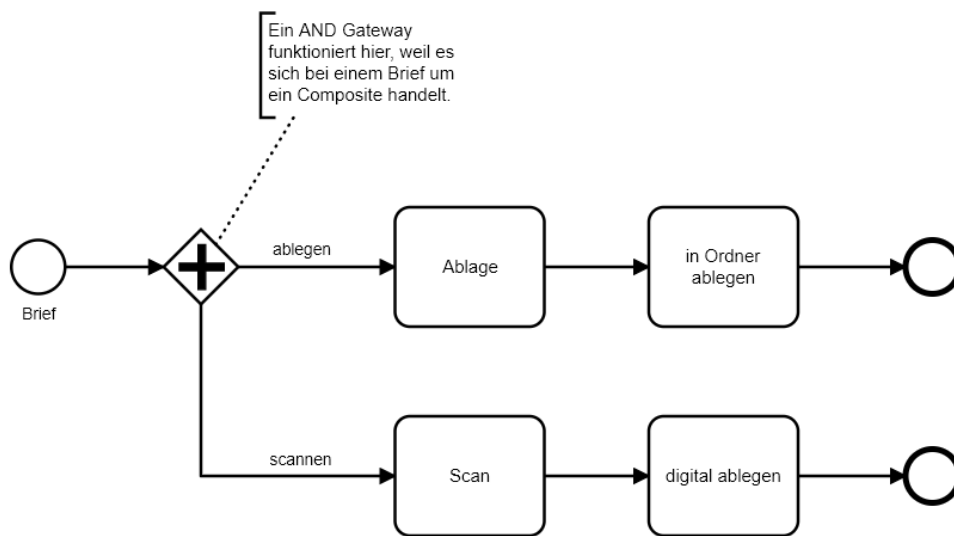 Ein AND Gateway
funktioniert hier, weil es
sich bei einem Brief um
ein Composite handelt.
ablegen
Ablage
in Ordner
ablegen
Brief
scannen
Scan
digital ablegen